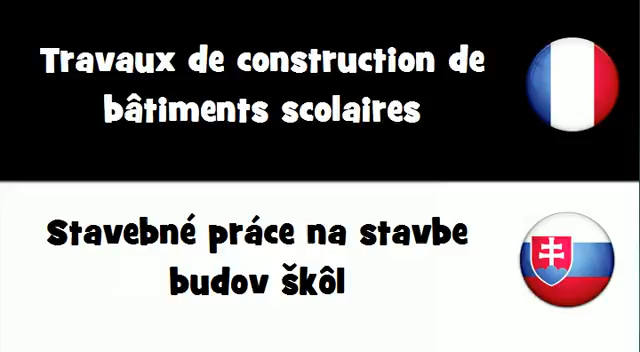 Travaux de construction de
bâtiments scolaires
Stavebné práce na stavbe
budov škôl